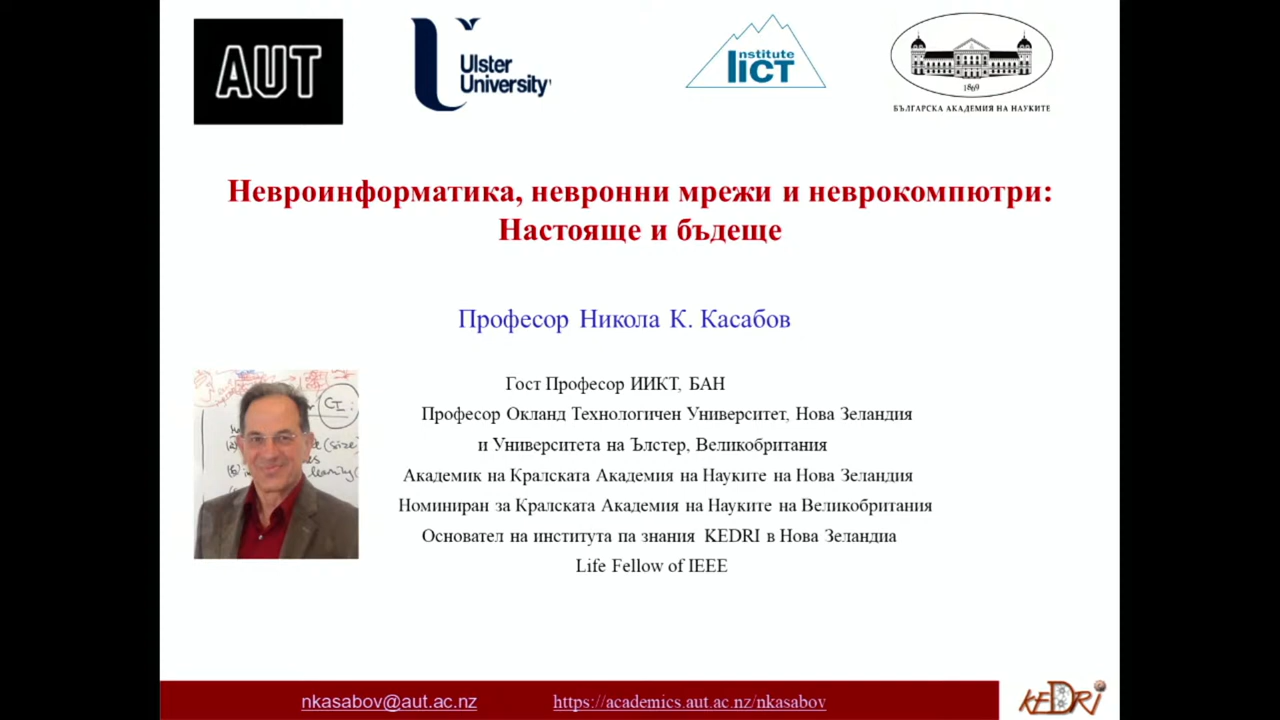 AUT
Ulster
University
Institute
IICT
1869
БЪЛГАРСКА АКАДЕМИЯ НА НАУКИТЕ
Невроинформатика, невронни мрежи и неврокомпютри:
Настояще и бъдеще
Професор Никола К. Касабов
Гост Професор ИИКТ, БАН
Професор Окланд Технологичен Университет, Нова Зеландия
и Университета на Ълстер, Великобритания
Академик на Кралската Академия на Науките на Нова Зеландия
Номиниран за Кралската Академия на Науките на Великобритания
Основател на института па знания KEDRI в Нова Зеландиа
Life Fellow of IEEE
CI:
(size)
learning(
nkasabov@aut.ac.nz https://academics.aut.ac.nz/nkasabov
KEDRI